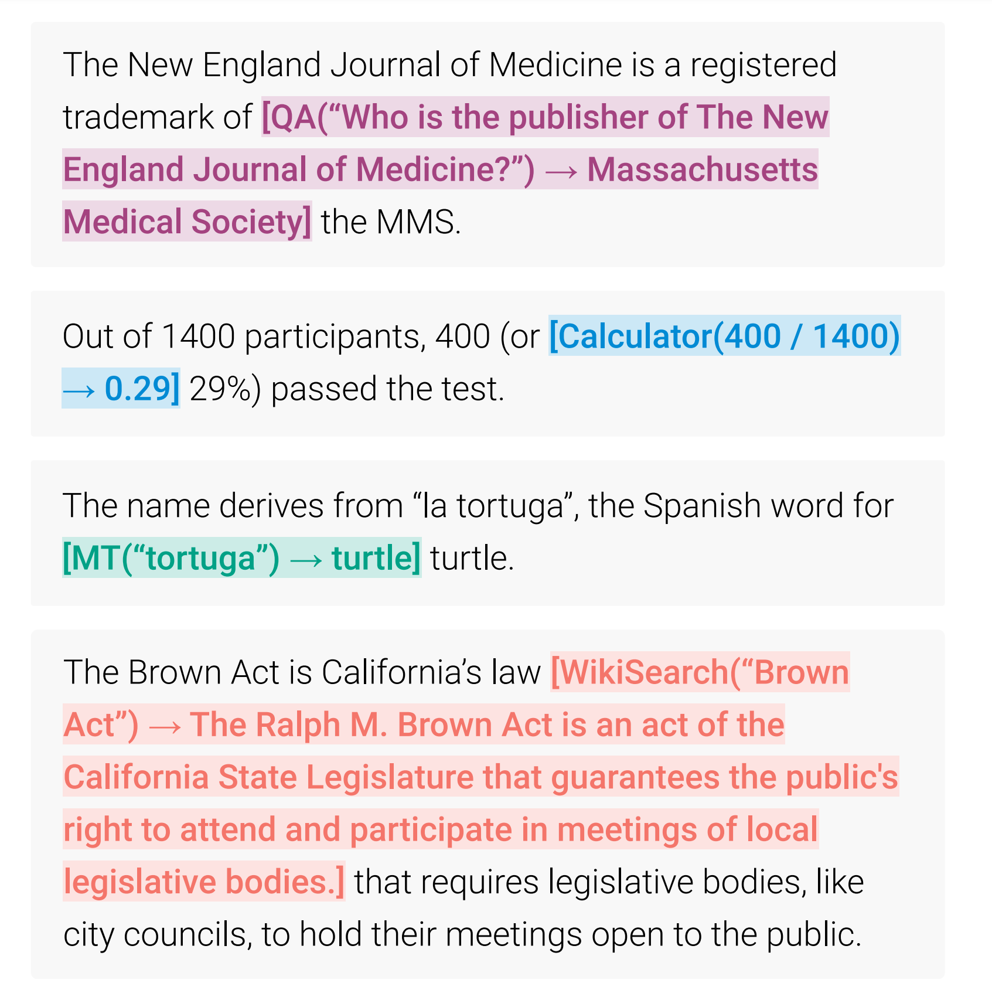 The New England Journal of Medicine is a registered
trademark of [QA(“Who is the publisher of The New
England Journal of Medicine?”) → Massachusetts
Medical Society] the MMS.
Out of 1400 participants, 400 (or [Calculator(400 / 1400)
→ 0.29] 29%) passed the test.
The name derives from “la tortuga”, the Spanish word for
[MT(“tortuga”) → turtle] turtle.
The Brown Act is California’s law [WikiSearch(“Brown
Act”) → The Ralph M. Brown Act is an act of the
California State Legislature that guarantees the public's
right to attend and participate in meetings of local
legislative bodies.] that requires legislative bodies, like
city councils, to hold their meetings open to the public.